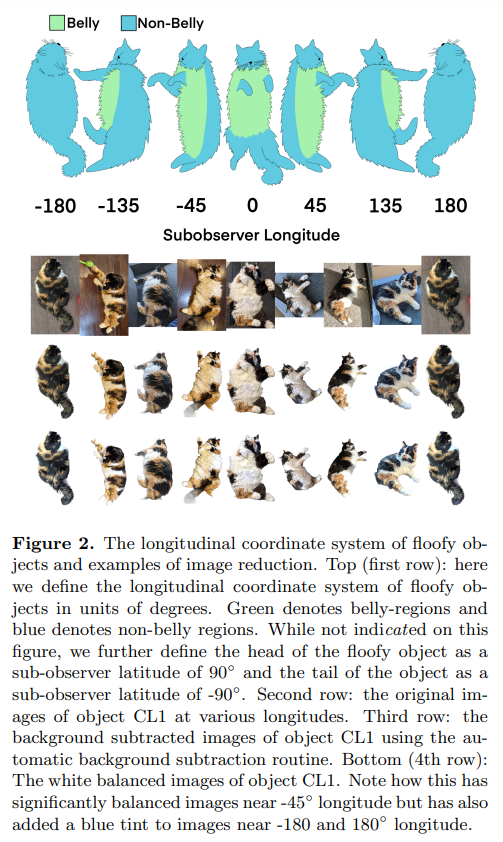 Belly Non-Belly
-180 -135 -45 0 45 135 180
Subobserver Longitude
Figure 2. The longitudinal coordinate system of floofy ob-
jects and examples of image reduction. Top (first row): here
we define the longitudinal coordinate system of floofy ob-
jects in units of degrees. Green denotes belly-regions and
blue denotes non-belly regions. While not indicated on this
figure, we further define the head of the floofy object as a
sub-observer latitude of 90° and the tail of the object as a
sub-observer latitude of -90°. Second row: the original im-
ages of object CL1 at various longitudes. Third row: the
background subtracted images of object CL1 using the au-
tomatic background subtraction routine. Bottom (4th row):
The white balanced images of object CL1. Note how this has
significantly balanced images near -45° longitude but has also
added a blue tint to images near -180 and 180° longitude.